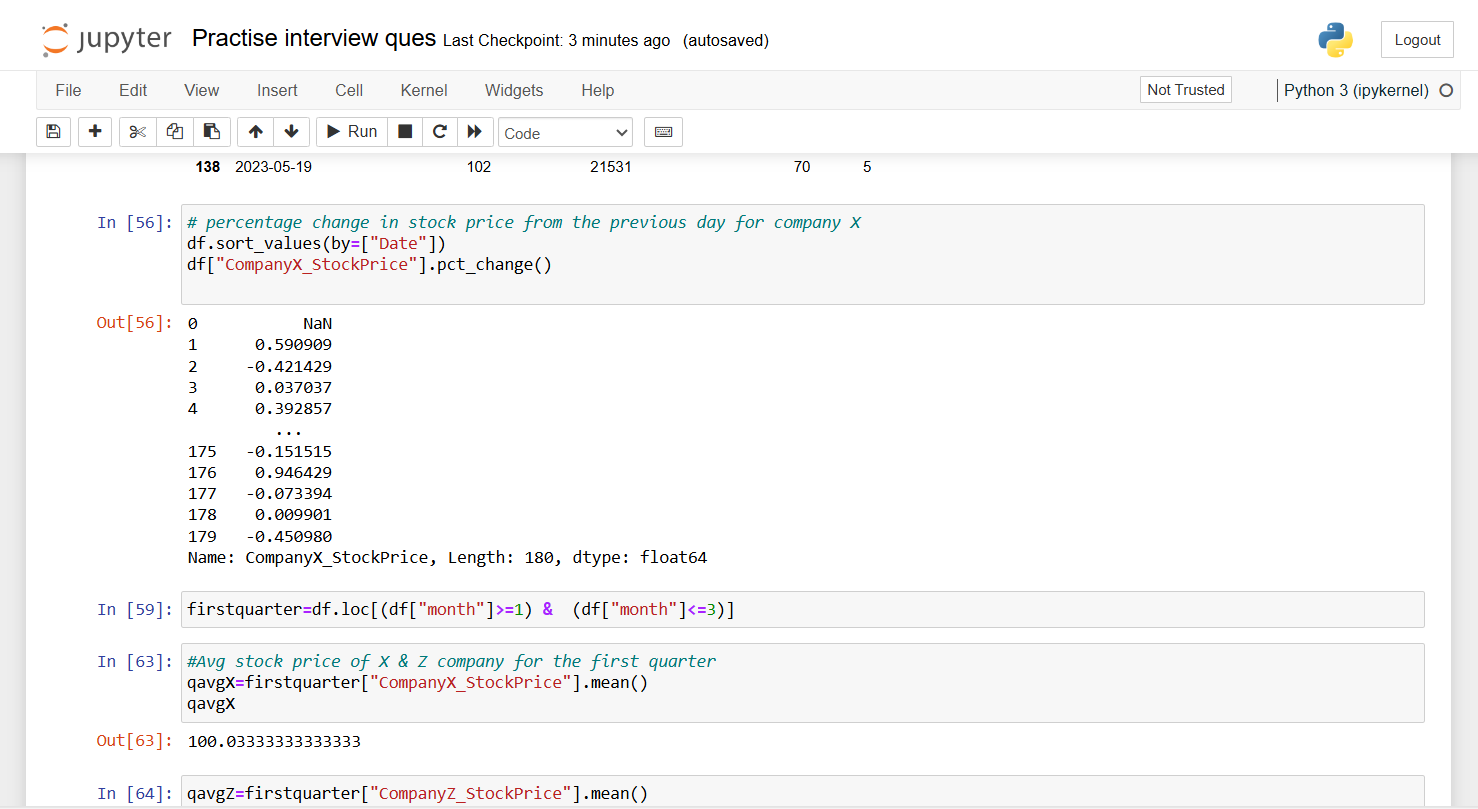 jupyter Practise interview ques Last Checkpoint: 3 minutes ago (autosaved) Logout
File Edit View Insert Cell Kernel Widgets Help Not Trusted Python 3 (ipykernel)
Run Code
138 2023-05-19 102 21531 70 5
In [56]: # percentage change in stock price from the previous day for company X
df.sort_values(by=["Date"])
df["CompanyX_StockPrice"].pct_change()
Out[56]: 0 NaN
1 0.590909
2 -0.421429
3 0.037037
4 0.392857
...
175 -0.151515
176 0.946429
177 -0.073394
178 0.009901
179 -0.450980
Name: CompanyX_StockPrice, Length: 180, dtype: float64
In [59]: firstquarter=df.loc[(df["month"]>=1) & (df["month"]<=3)]
In [63]: #Avg stock price of X & Z company for the first quarter
qavgX=firstquarter["CompanyX_StockPrice"].mean()
qavgX
Out[63]: 100.03333333333333
In [64]: qavgZ=firstquarter["CompanyZ_StockPrice"].mean()